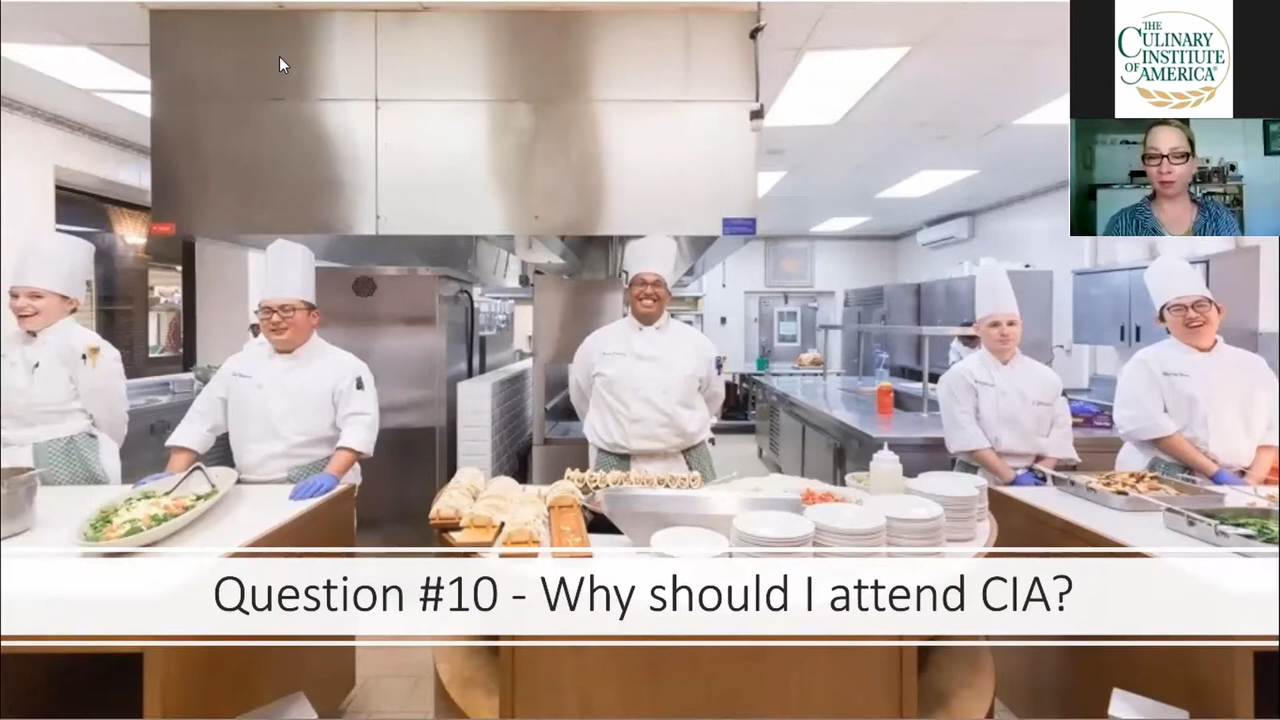 THE
CULINARY
INSTITUTE
OF AMERICA®
Question #10 - Why should I attend CIA?